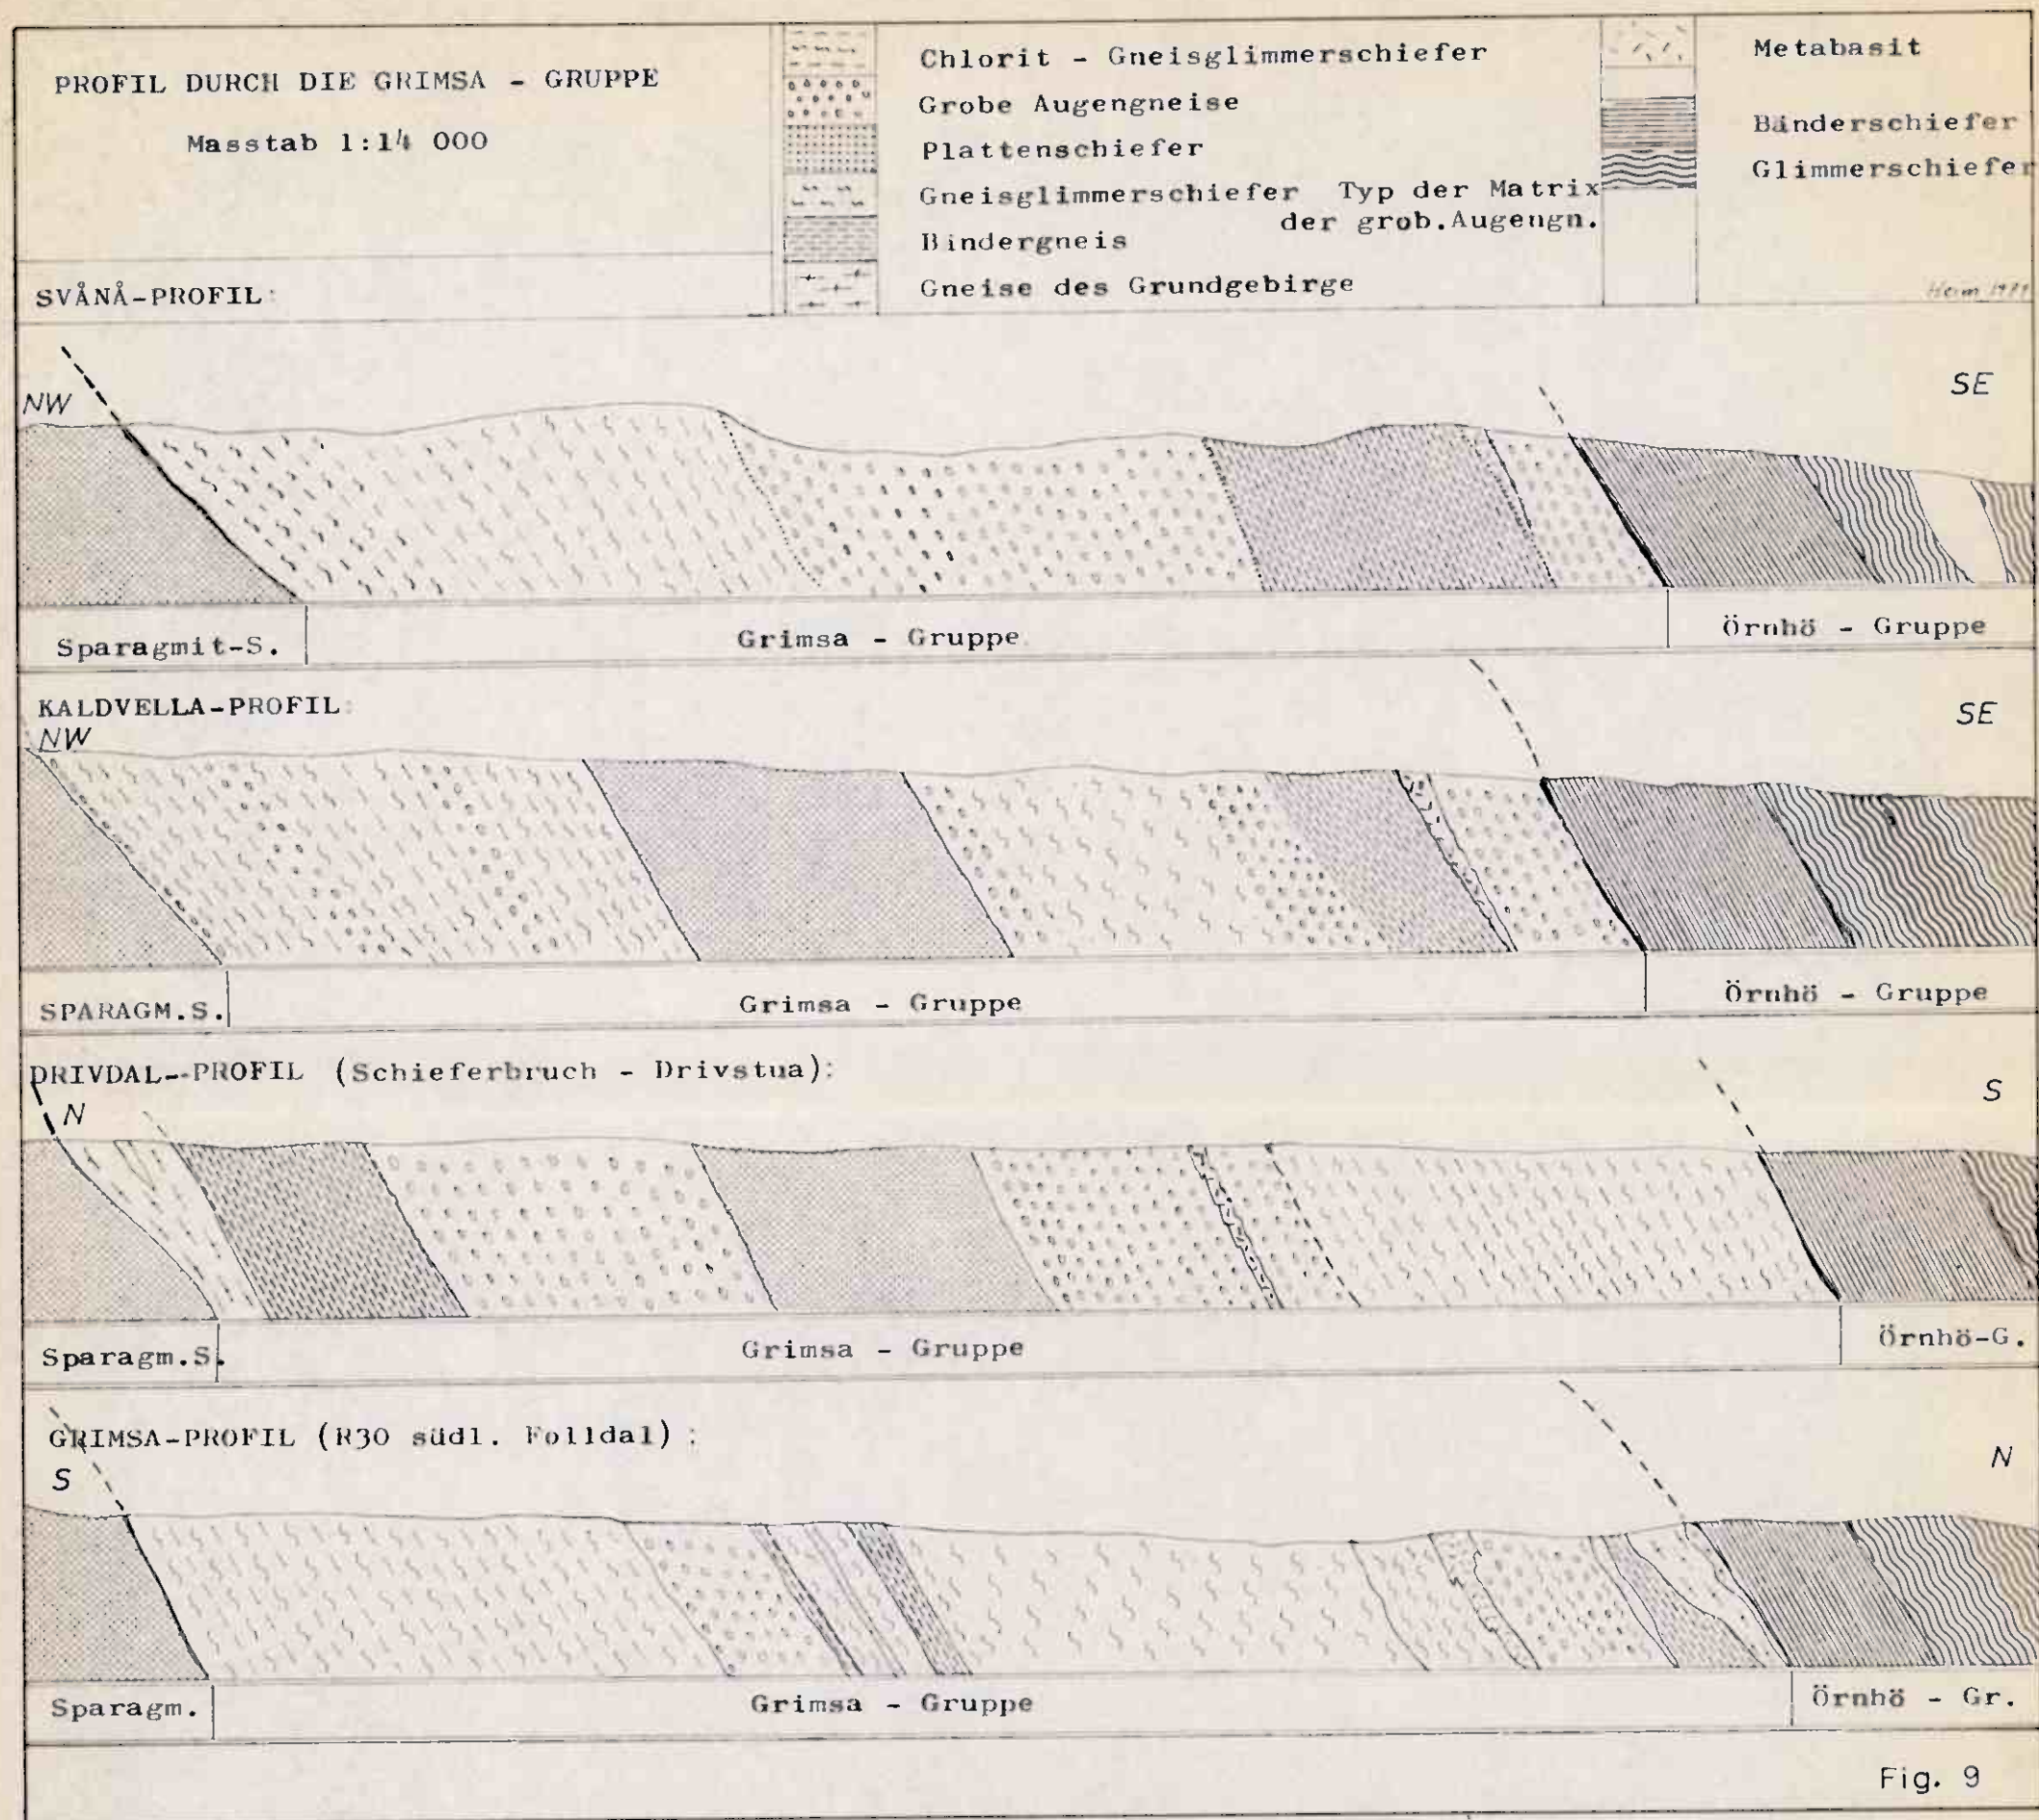 PROFIL DURCH DIE GRIMSA - GRUPPE
Masstab 1:14 000
Chlorit - Gneisglimmerschiefer
Grobe Augengneise
Plattenschiefer
Gneisglimmerschiefer Typ der Matrix
der grob.Augengn.
Bändergneis
Gneise des Grundgebirge
Metabasit
Bänderschiefer
Glimmerschiefer
SVÅNÅ-PROFIL:
NW
SE
Sparagmit-S.
Grimsa - Gruppe
Örnhö - Gruppe
KALDVELLA-PROFIL:
NW
SE
SPARAGM.S.
Grimsa - Gruppe
Örnhö - Gruppe
DRIVDAL--PROFIL (Schieferbruch - Drivstua):
N
S
Sparagm.S.
Grimsa - Gruppe
Örnhö-G.
GRIMSA-PROFIL (R30 südl. Folldal) :
S
N
Sparagm.
Grimsa - Gruppe
Örnhö - Gr.
Fig. 9